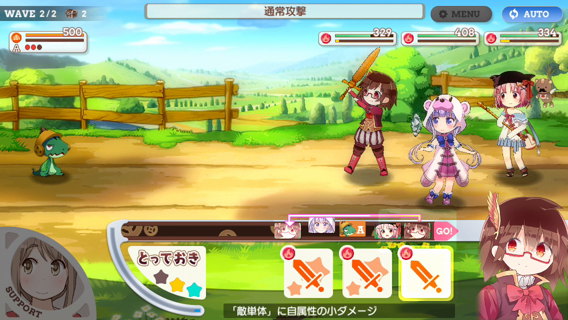 WAVE 2/2
2
通常攻撃
MENU
AUTO
500
A
329
408
334
A
GO!
とっておき
SUPPORT
「敵単体」に自属性の小ダメージ